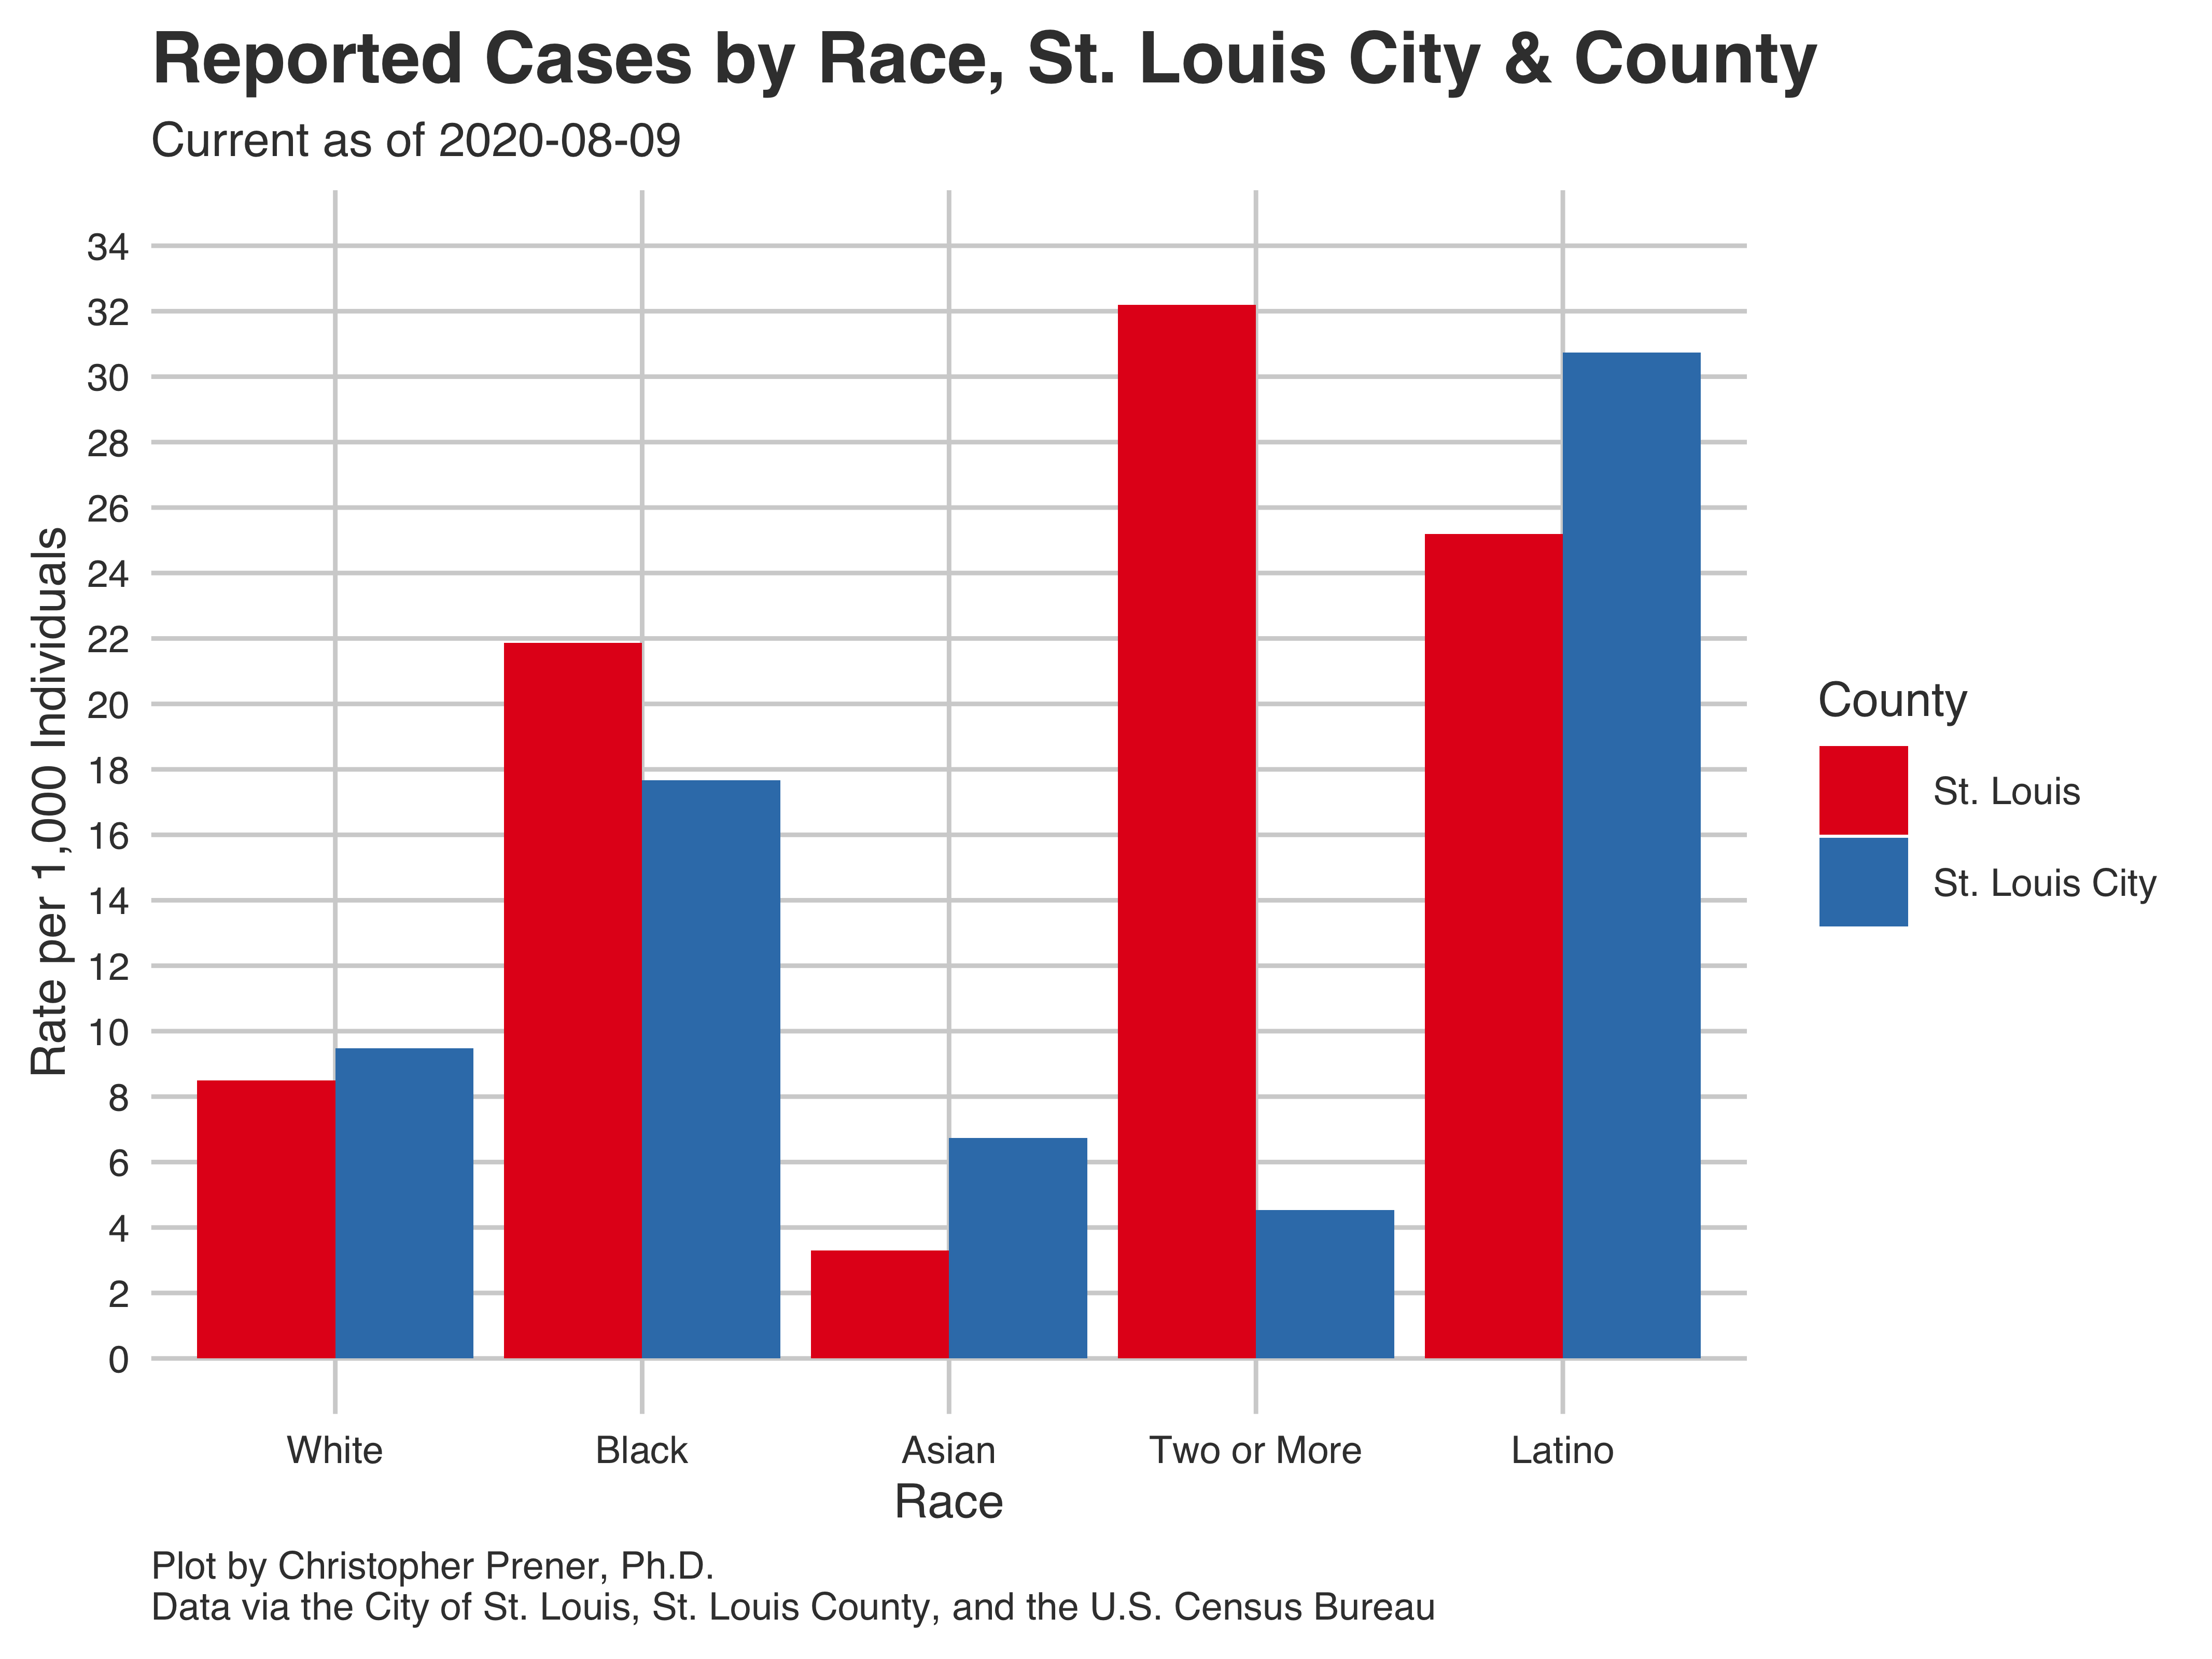 Reported Cases by Race, St. Louis City & County
Current as of 2020-08-09
Rate per 1,000 Individuals
34
32
30
28
26
24
22
20
18
16
14
12
10
8
6
4
2
0
White Black Asian Two or More Latino
Race
County
St. Louis
St. Louis City
Plot by Christopher Prener, Ph.D.
Data via the City of St. Louis, St. Louis County, and the U.S. Census Bureau